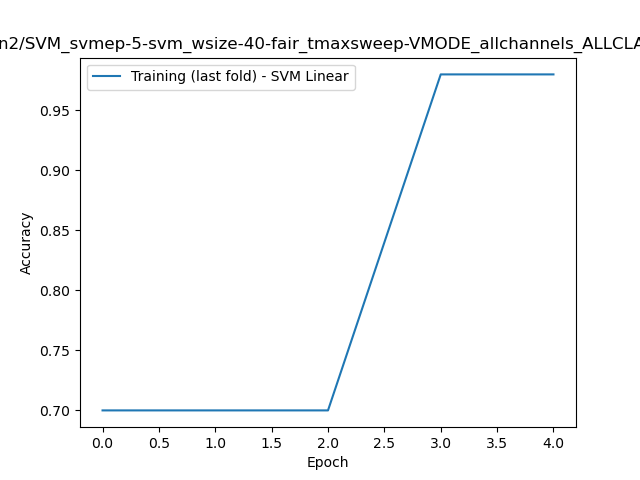 n2/SVM_svmep-5-svm_wsize-40-fair_tmaxsweep-VMODE_allchannels_ALLCLA
Training (last fold) - SVM Linear
0.95
0.90
0.85
0.80
0.75
0.70
Accuracy
0.0 0.5 1.0 1.5 2.0 2.5 3.0 3.5 4.0
Epoch